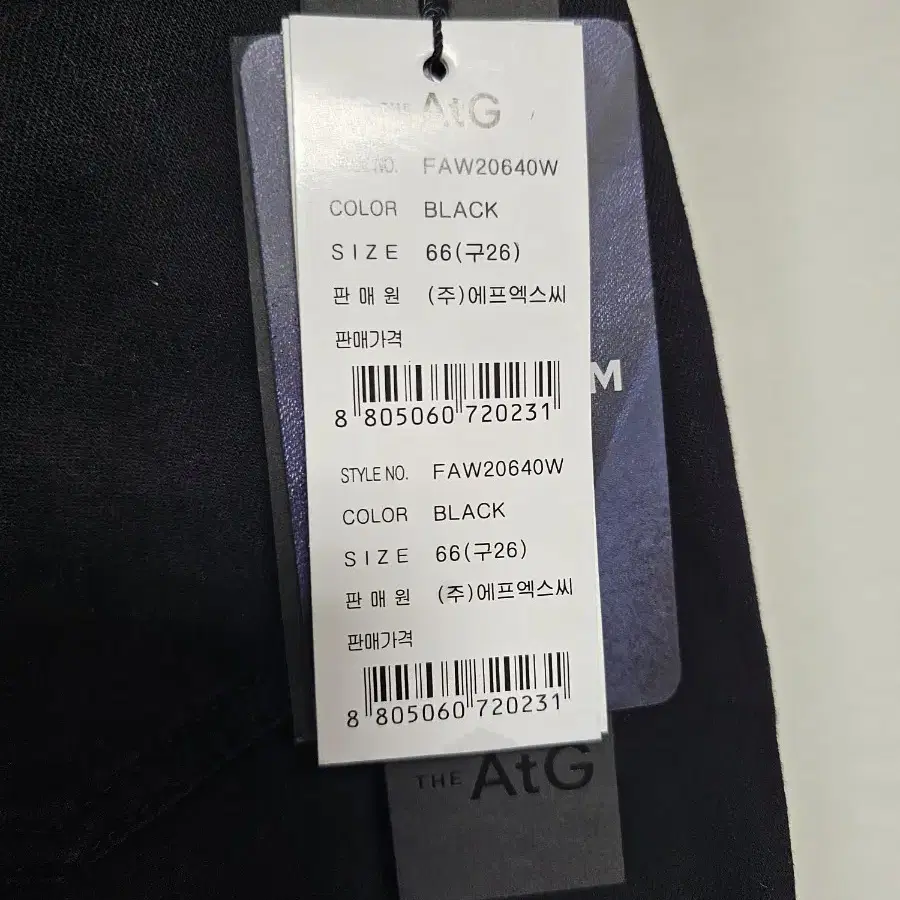 THE AtG
STYLE NO. FAW20640W
COLOR BLACK
SIZE 66(구26)
판매원 (주)에프엑스씨
판매가격
8 805060 720231
M
STYLE NO. FAW20640W
COLOR BLACK
SIZE 66(구26)
판매원 (주)에프엑스씨
판매가격
8 805060 720231
THE AtG